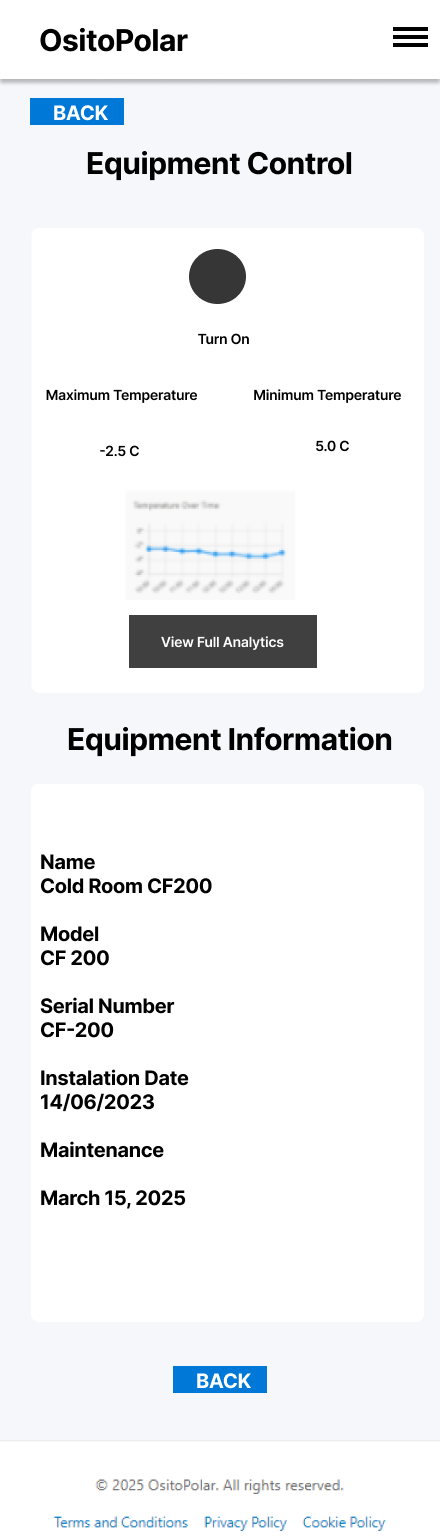 OsitoPolar
BACK
Equipment Control
Turn On
Maximum Temperature
Minimum Temperature
-2.5 C
5.0 C
Temperature Over Time
View Full Analytics
Equipment Information
Name
Cold Room CF200
Model
CF 200
Serial Number
CF-200
Instalation Date
14/06/2023
Maintenance
March 15, 2025
BACK
© 2025 OsitoPolar. All rights reserved.
Terms and Conditions Privacy Policy Cookie Policy